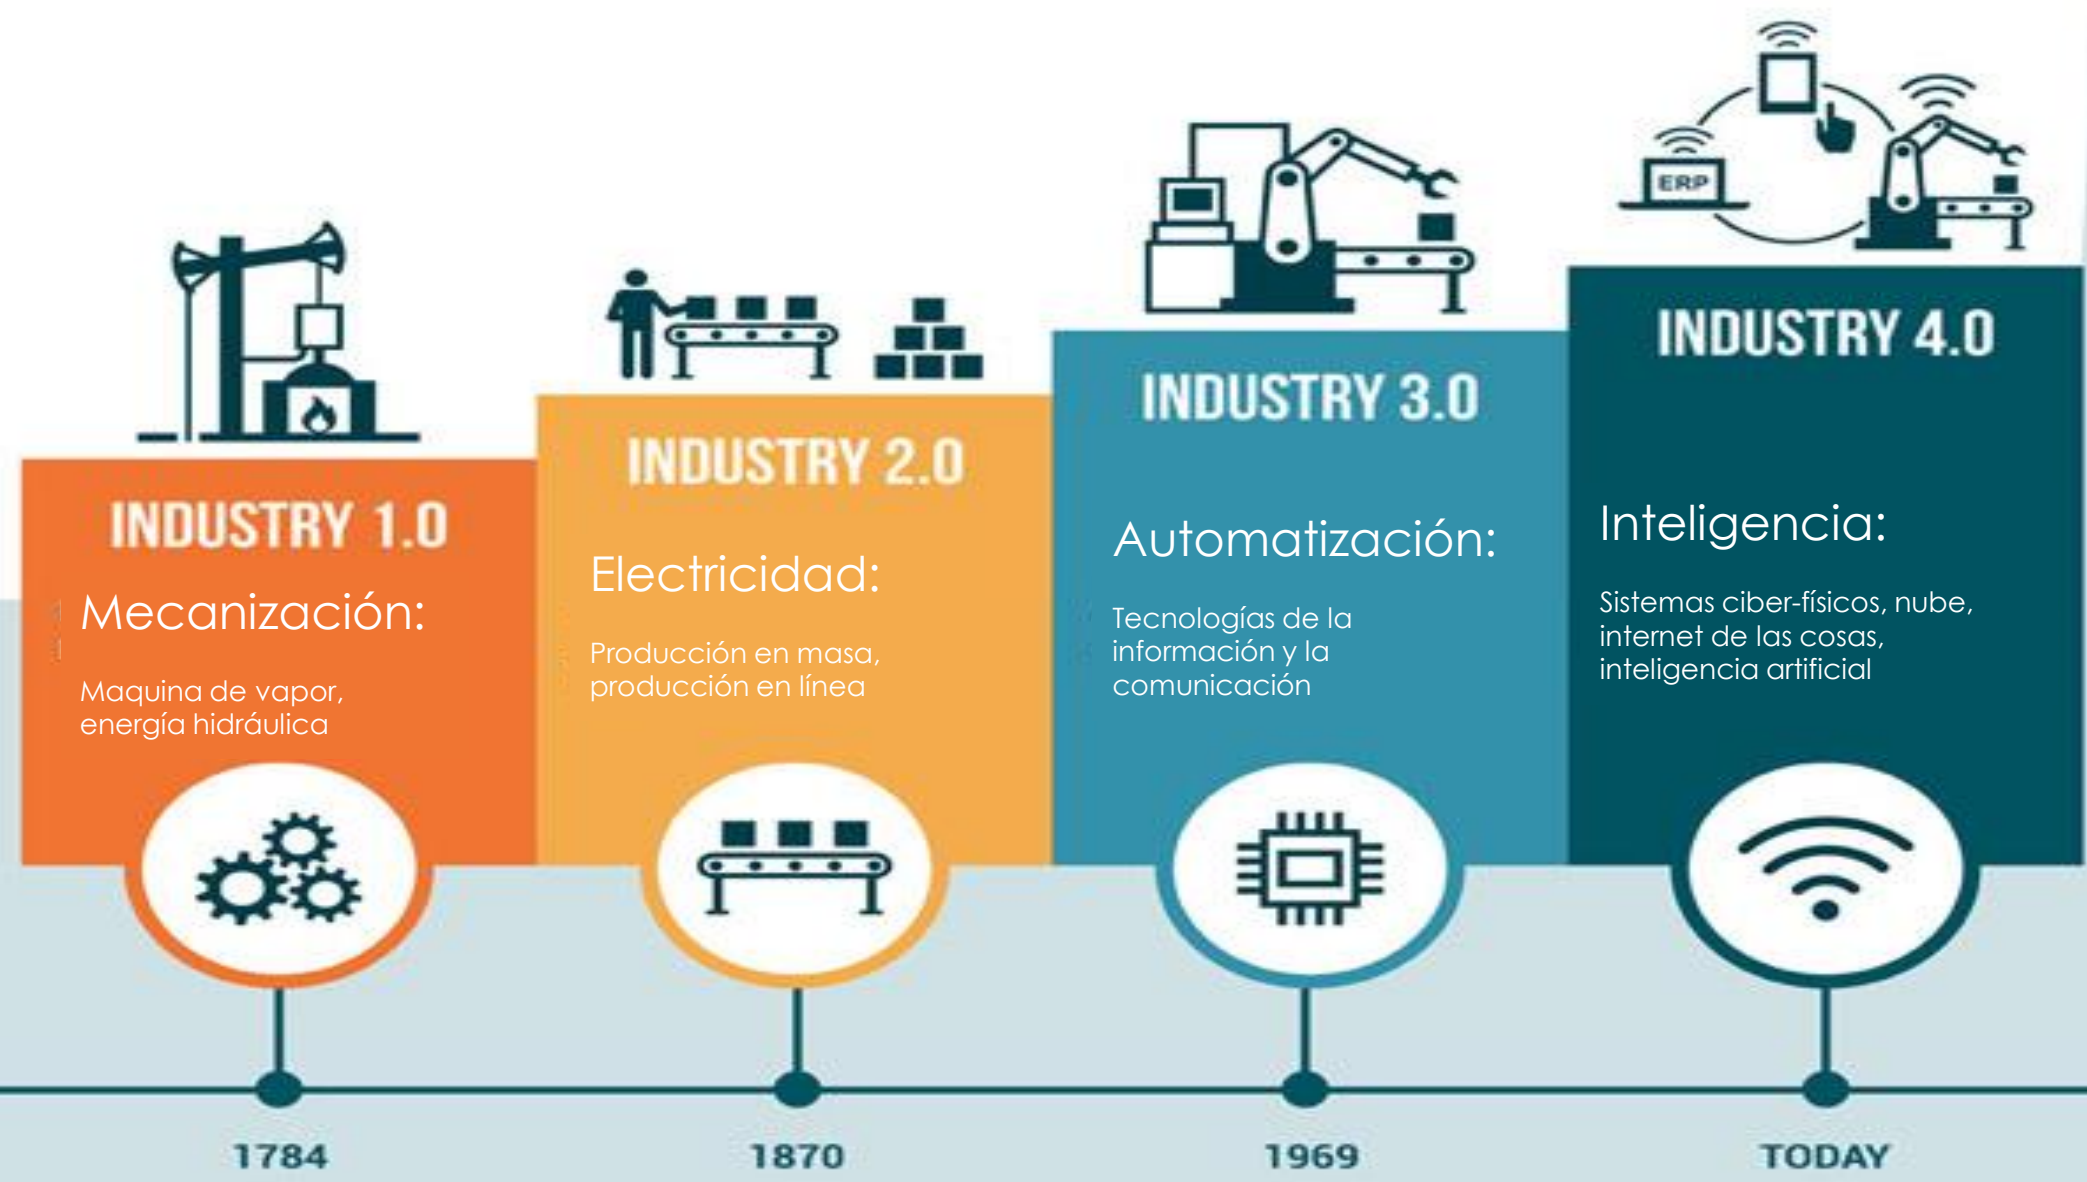 INDUSTRY 1.0
Mecanización:
Maquina de vapor,
energía hidráulica
1784
INDUSTRY 2.0
Electricidad:
Producción en masa,
producción en línea
1870
INDUSTRY 3.0
Automatización:
Tecnologías de la
información y la
comunicación
1969
ERP
INDUSTRY 4.0
Inteligencia:
Sistemas ciber-físicos, nube,
internet de las cosas,
inteligencia artificial
TODAY